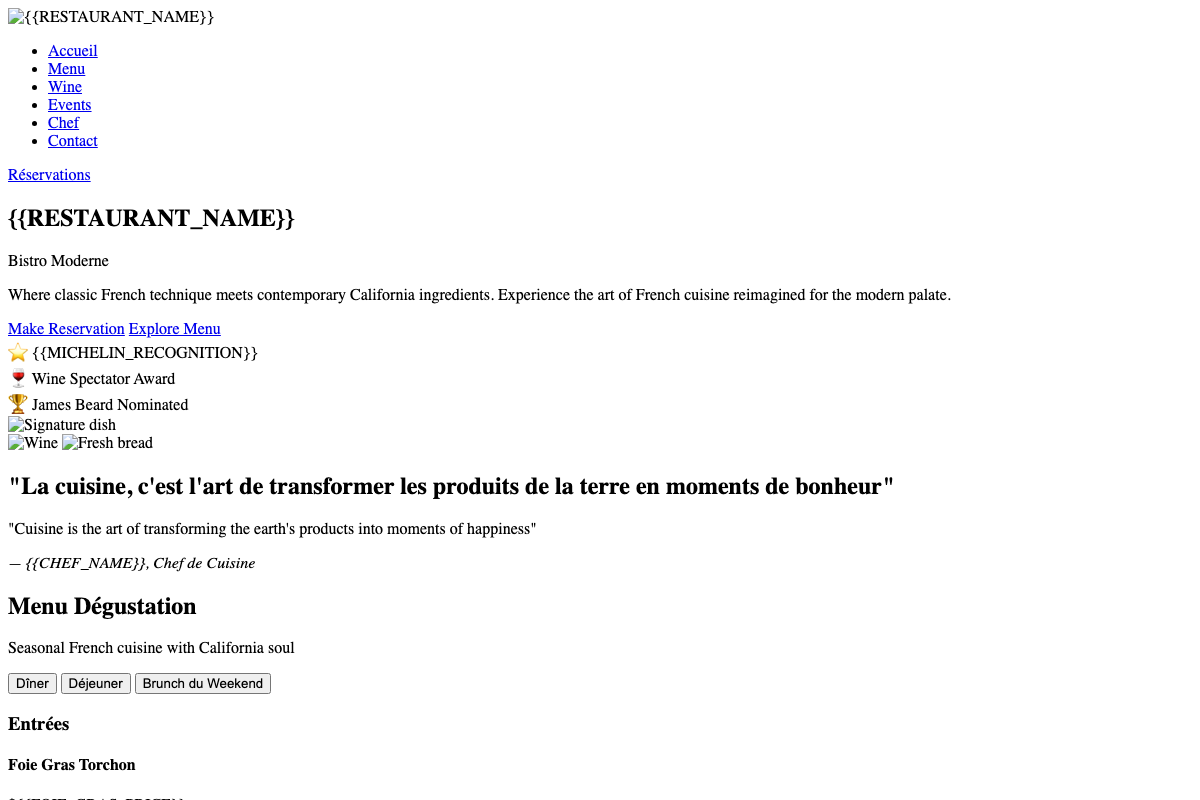 {{RESTAURANT_NAME}}
Accueil
Menu
Wine
Events
Chef
Contact
Réservations
{{RESTAURANT_NAME}}
Bistro Moderne
Where classic French technique meets contemporary California ingredients. Experience the art of French cuisine reimagined for the modern palate.
Make Reservation Explore Menu
⭐ {{MICHELIN_RECOGNITION}}
🍷 Wine Spectator Award
🏆 James Beard Nominated
Signature dish
Wine Fresh bread
"La cuisine, c'est l'art de transformer les produits de la terre en moments de bonheur"
"Cuisine is the art of transforming the earth's products into moments of happiness"
— {{CHEF_NAME}}, Chef de Cuisine
Menu Dégustation
Seasonal French cuisine with California soul
Dîner Déjeuner Brunch du Weekend
Entrées
Foie Gras Torchon